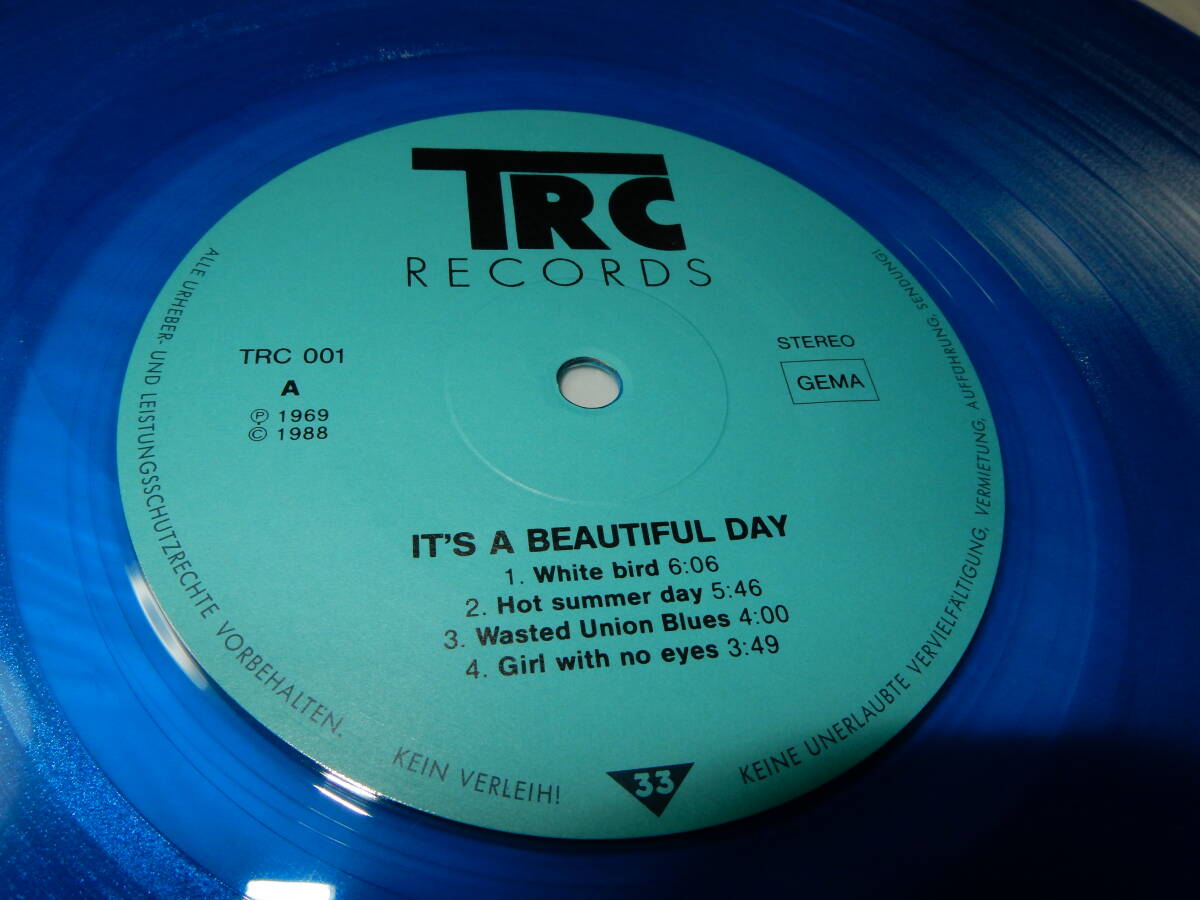 TRC
RECORDS
TRC 001
A
Ⓟ 1969
© 1988
STEREO
GEMA
IT'S A BEAUTIFUL DAY
1. White bird 6:06
2. Hot summer day 5:46
3. Wasted Union Blues 4:00
4. Girl with no eyes 3:49
ALLE URHEBER- UND LEISTUNGSSCHUTZRECHTE VORBEHALTEN.
KEIN VERLEIH!
33
KEINE UNERLAUBTE VERVIELFÄLTIGUNG, VERMIETUNG, AUFFÜHRUNG, SENDUNG!